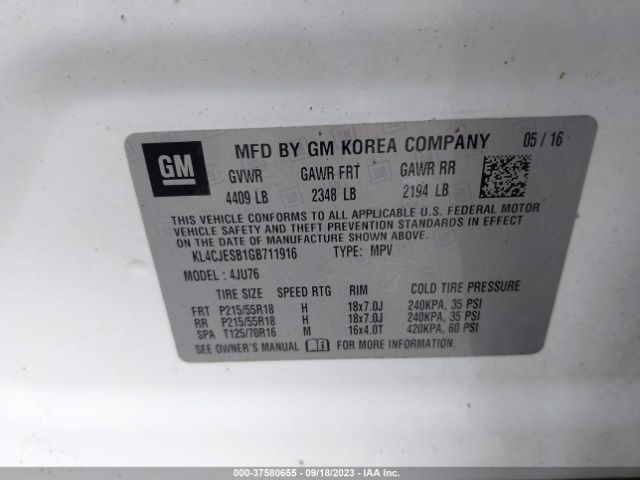 GM
MFD BY GM KOREA COMPANY 05/16
GVWR GAWR FRT GAWR RR
4409 LB 2348 LB 2194 LB
THIS VEHICLE CONFORMS TO ALL APPLICABLE U.S. FEDERAL MOTOR
VEHICLE SAFETY AND THEFT PREVENTION STANDARDS IN EFFECT
ON THE DATE OF MANUFACTURE SHOWN ABOVE.
KL4CJESB1GB711916 TYPE: MPV
MODEL: 4JU76
TIRE SIZE SPEED RTG RIM COLD TIRE PRESSURE
FRT P215/55R18 H 18x7.0J 240KPA, 35 PSI
RR P215/55R18 H 18x7.0J 240KPA, 35 PSI
SPA T125/70R16 M 16x4.0T 420KPA, 60 PSI
SEE OWNER'S MANUAL FOR MORE INFORMATION.
000-37580655 - 09/18/2023 - IAA Inc.